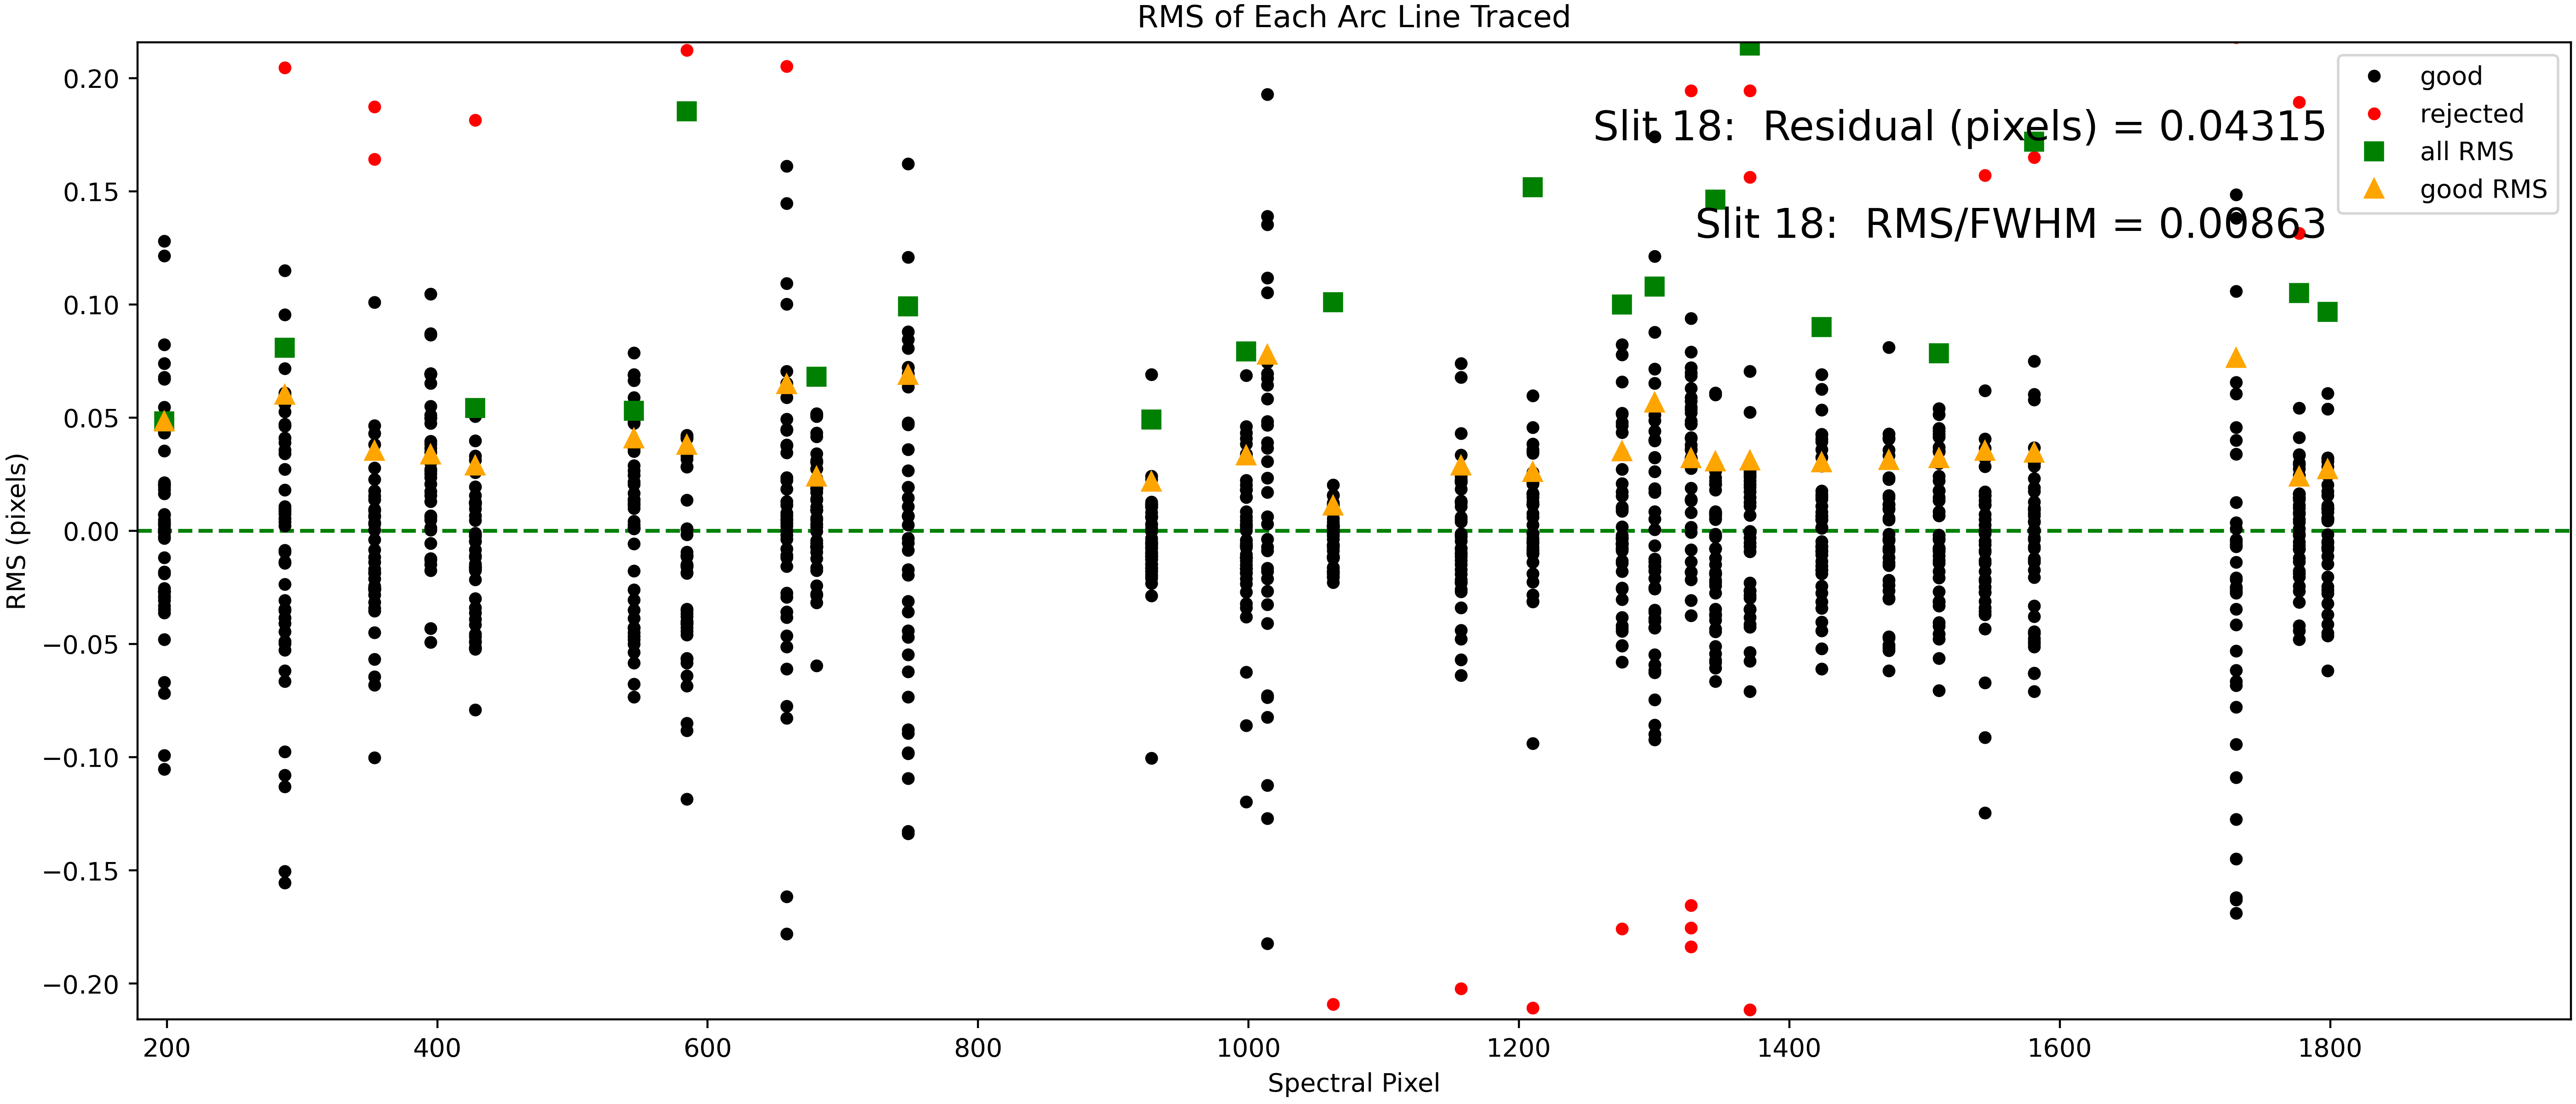 RMS of Each Arc Line Traced
0.20
0.15
0.10
0.05
0.00
−0.05
−0.10
−0.15
−0.20
RMS (pixels)
Slit 18:  Residual (pixels) = 0.04315
Slit 18:  RMS/FWHM = 0.00863
good
rejected
all RMS
good RMS
200 400 600 800 1000 1200 1400 1600 1800
Spectral Pixel